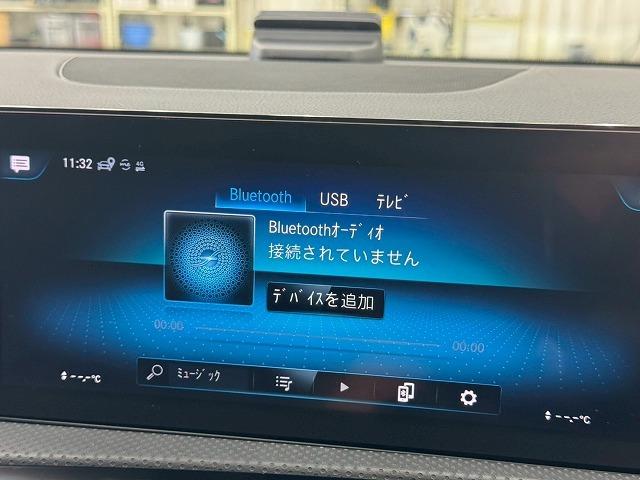 11:32 4G
Bluetooth USB ﾃﾚﾋﾞ
Bluetoothｵｰﾃﾞｨｵ
接続されていません
ﾃﾞﾊﾞｲｽを追加
00:00 00:00
ﾐｭｰｼﾞｯｸ
--.-°C
--.-°C